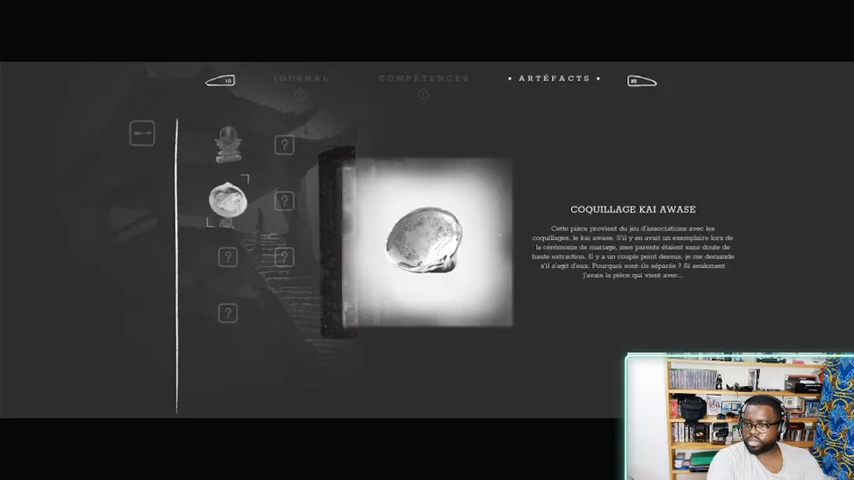 JOURNAL
COMPÉTENCES
• ARTÉFACTS •
?
?
?
?
?
COQUILLAGE KAI AWASE
Cette pièce provient du jeu d'associations avec les
coquillages, le kai awase. S'il y en avait un exemplaire lors de
la cérémonie de mariage, mes parents étaient sans doute de
haute extraction. Il y a un couple peint dessus, je me demande
s'il s'agit d'eux. Pourquoi sont-ils séparés ? Si seulement
j'avais la pièce qui vient avec...